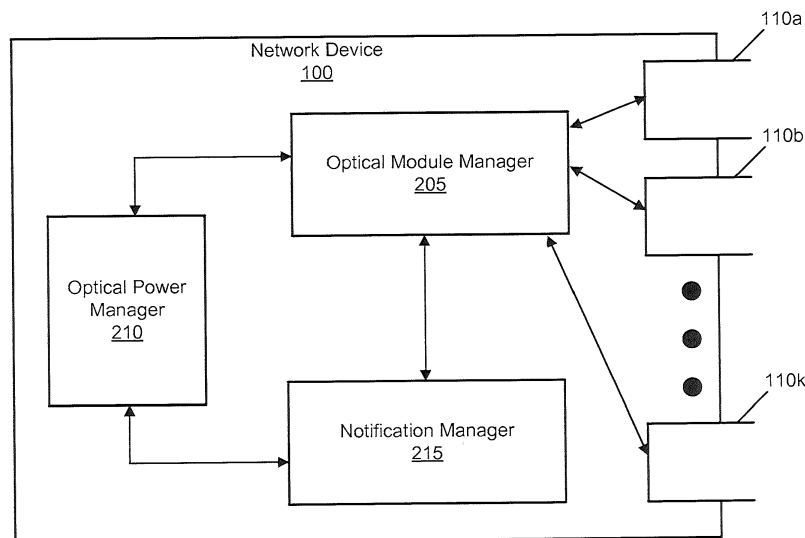 110a
Network Device
100
110b
Optical Module Manager
205
Optical Power
Manager
210
110k
Notification Manager
215